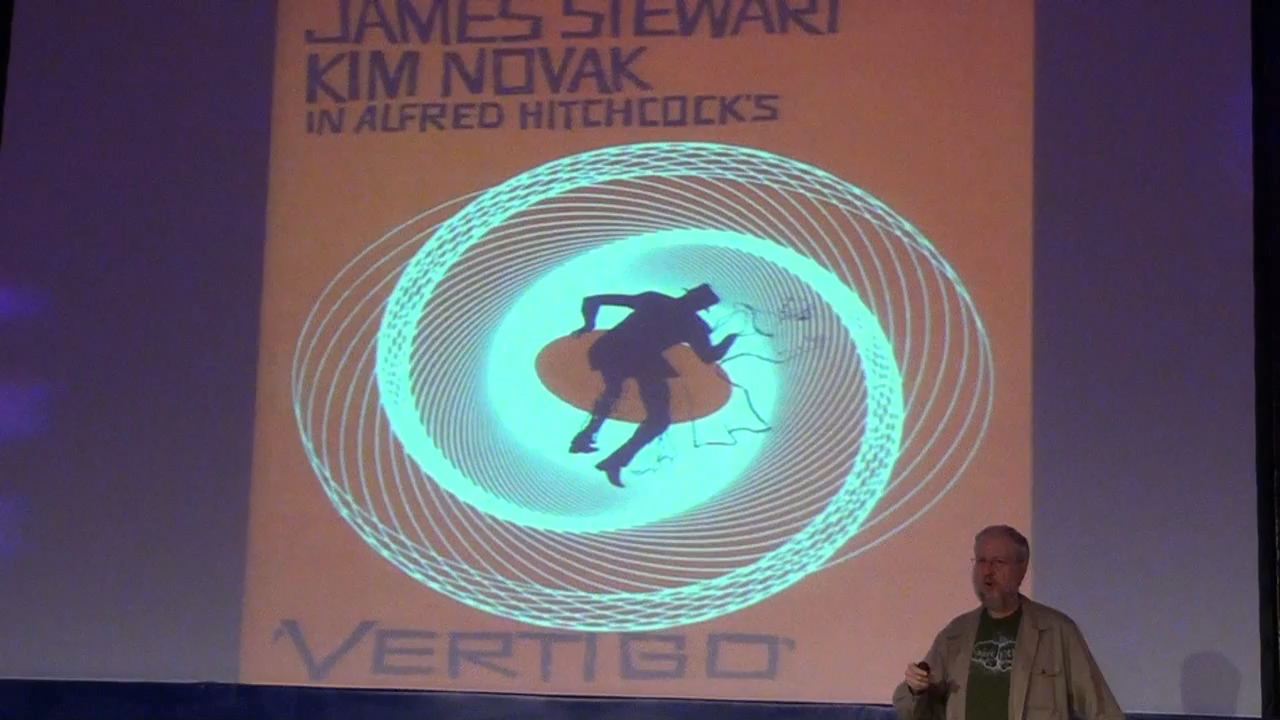 JAMES STEWART
KIM NOVAK
IN ALFRED HITCHCOCK'S
'VERTIGO'